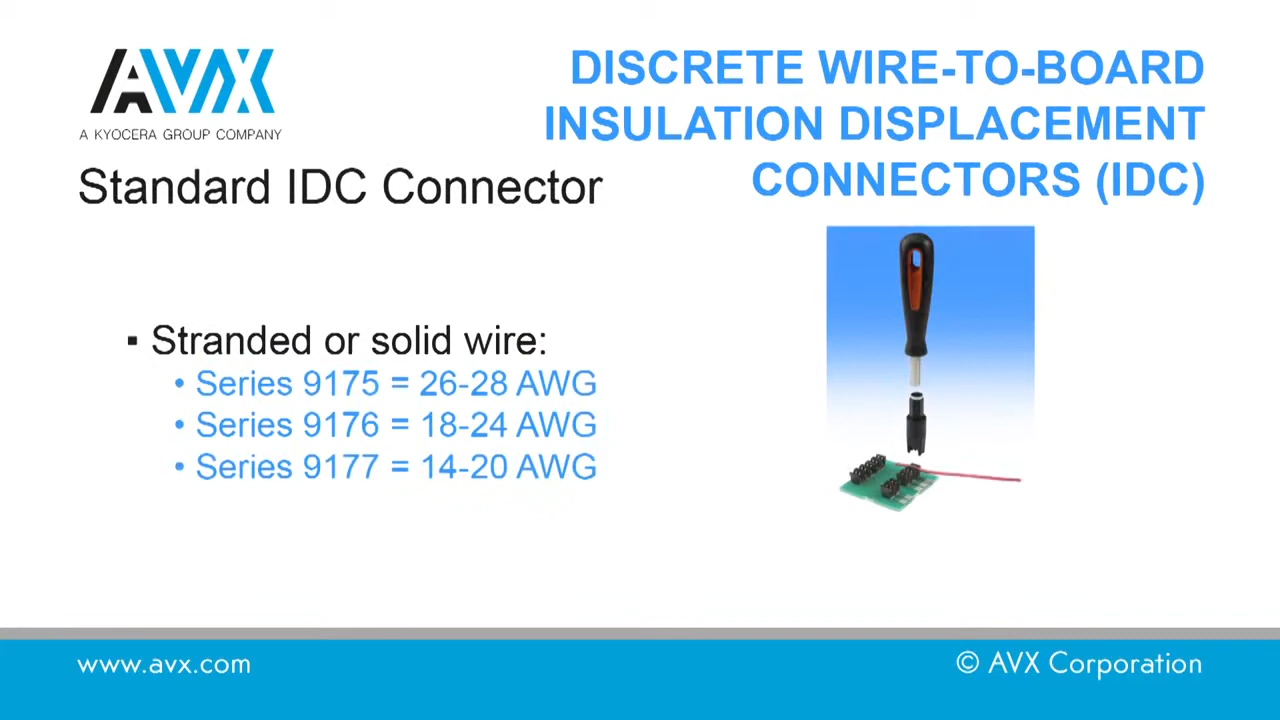 AVX
A KYOCERA GROUP COMPANY
DISCRETE WIRE-TO-BOARD
INSULATION DISPLACEMENT
CONNECTORS (IDC)
Standard IDC Connector
▪ Stranded or solid wire:
• Series 9175 = 26-28 AWG
• Series 9176 = 18-24 AWG
• Series 9177 = 14-20 AWG
www.avx.com
© AVX Corporation